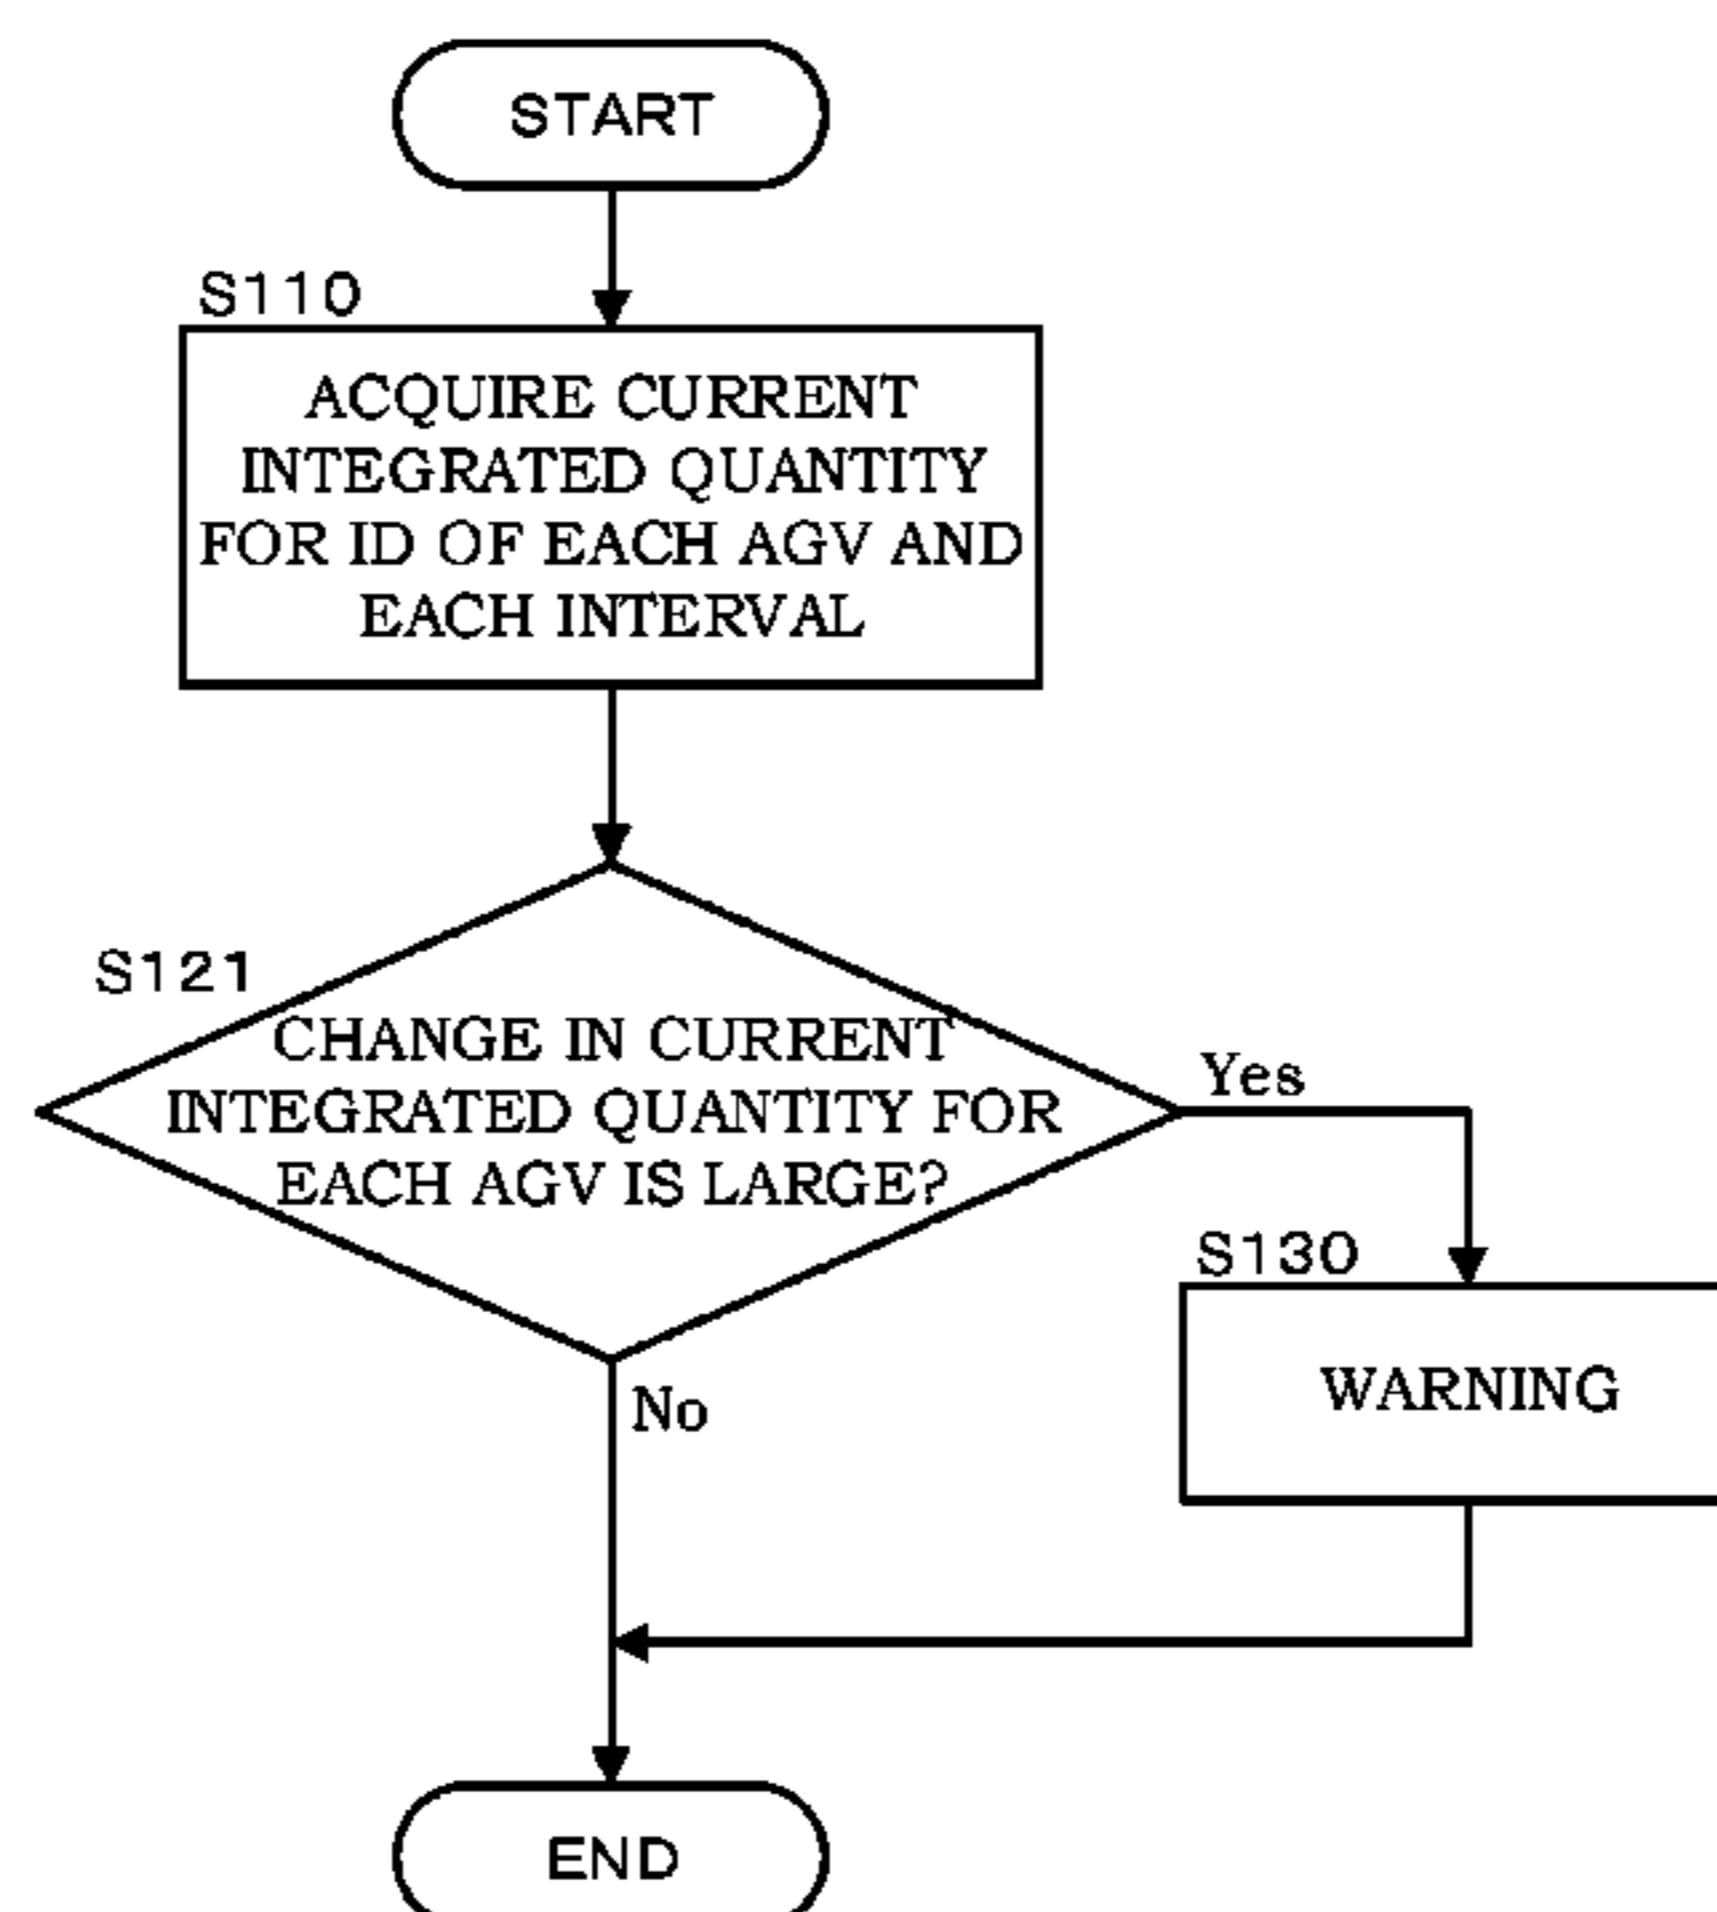 START
S110
ACQUIRE CURRENT
INTEGRATED QUANTITY
FOR ID OF EACH AGV AND
EACH INTERVAL
S121
CHANGE IN CURRENT
INTEGRATED QUANTITY FOR
EACH AGV IS LARGE?
Yes
S130
WARNING
No
END